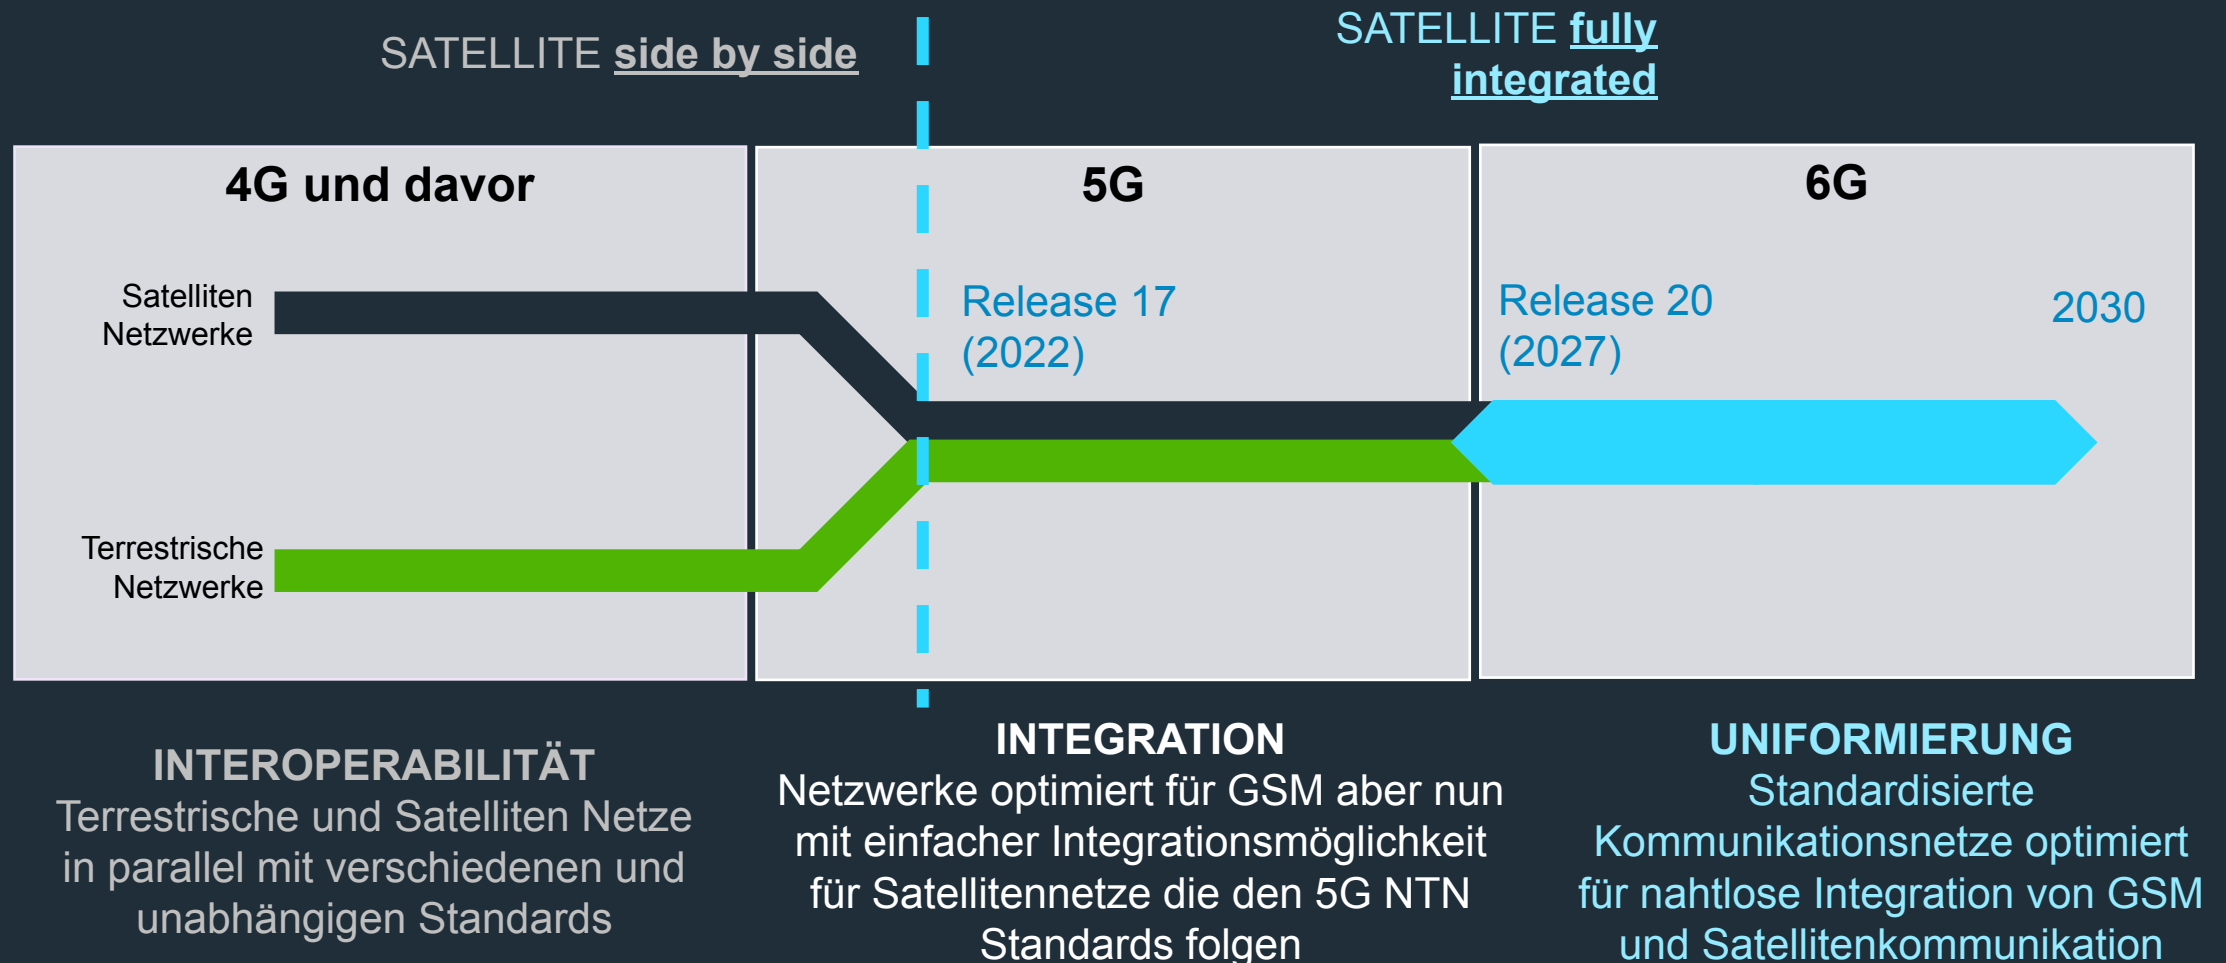 SATELLITE side by side
SATELLITE fully
integrated
4G und davor
5G
6G
Satelliten
Netzwerke
Release 17
(2022)
Release 20
(2027)
2030
Terrestrische
Netzwerke
INTEROPERABILITÄT
Terrestrische und Satelliten Netze
in parallel mit verschiedenen und
unabhängigen Standards
INTEGRATION
Netzwerke optimiert für GSM aber nun
mit einfacher Integrationsmöglichkeit
für Satellitennetze die den 5G NTN
Standards folgen
UNIFORMIERUNG
Standardisierte
Kommunikationsnetze optimiert
für nahtlose Integration von GSM
und Satellitenkommunikation